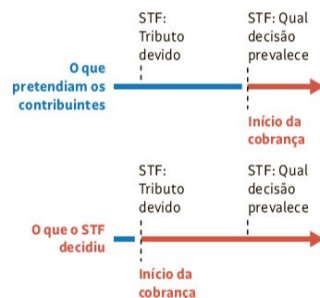 STF:
Tributo
devido
STF: Qual
decisão
prevalece
O que
pretendiam os
contribuintes
Início da
cobrança
STF:
Tributo
devido
STF: Qual
decisão
prevalece
O que o STF
decidiu
Início da
cobrança